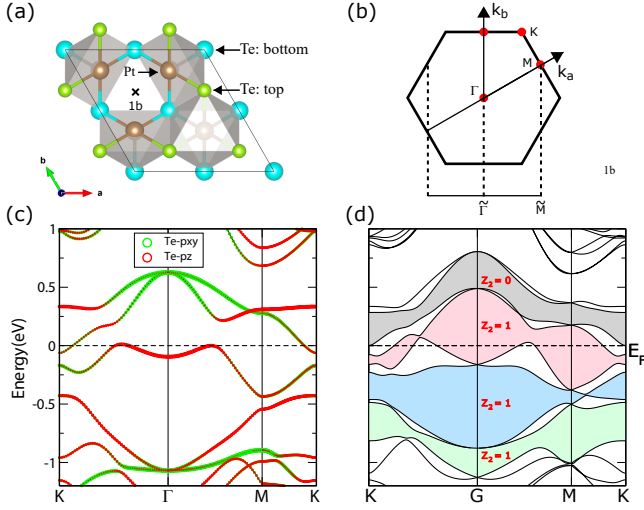 (a)
Te: bottom
Pt
Te: top
1b
b
a
(b)
k_b
K
M
k_a
Γ
1b
Γ̃
M̃
(c)
1
0.5
0
-0.5
-1
Energy(eV)
Te-pxy
Te-pz
K
Γ
M
K
(d)
Z₂ = 0
Z₂ = 1
E_F
Z₂ = 1
Z₂ = 1
K
G
M
K